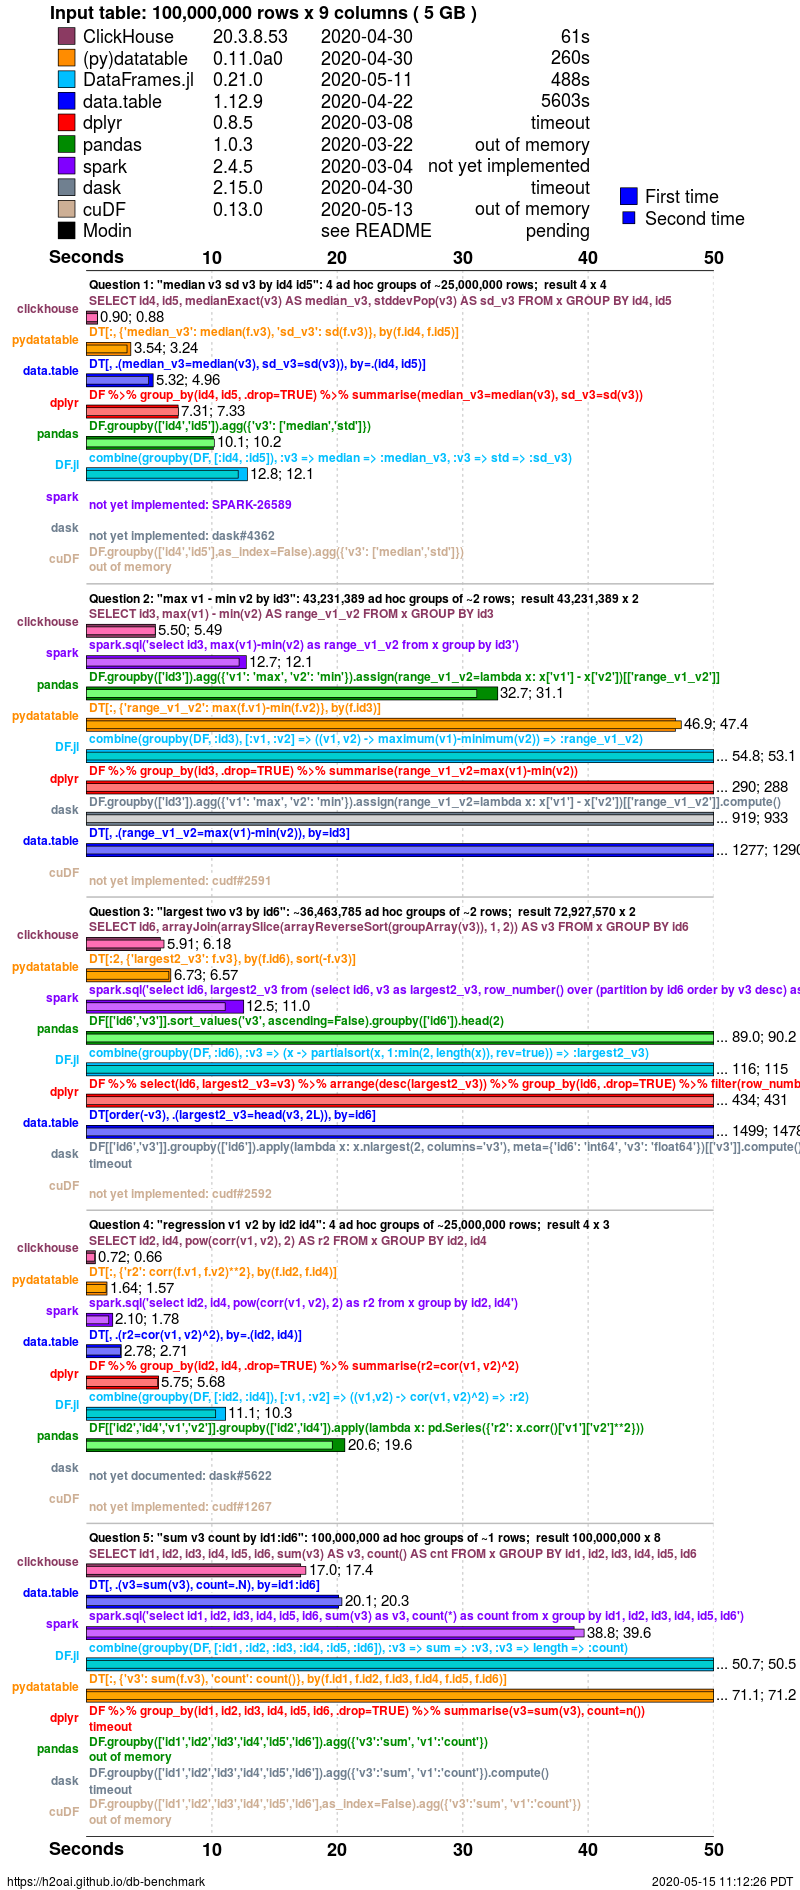 Input table: 100,000,000 rows x 9 columns ( 5 GB )
ClickHouse 20.3.8.53 2020-04-30 61s
(py)datatable 0.11.0a0 2020-04-30 260s
DataFrames.jl 0.21.0 2020-05-11 488s
data.table 1.12.9 2020-04-22 5603s
dplyr 0.8.5 2020-03-08 timeout
pandas 1.0.3 2020-03-22 out of memory
spark 2.4.5 2020-03-04 not yet implemented
dask 2.15.0 2020-04-30 timeout
cuDF 0.13.0 2020-05-13 out of memory
Modin see README pending
First time
Second time
Seconds 10 20 30 40 50
Question 1: "median v3 sd v3 by id4 id5": 4 ad hoc groups of ~25,000,000 rows; result 4 x 4
SELECT id4, id5, medianExact(v3) AS median_v3, stddevPop(v3) AS sd_v3 FROM x GROUP BY id4, id5
clickhouse 0.90; 0.88
DT[:, {'median_v3': median(f.v3), 'sd_v3': sd(f.v3)}, by(f.id4, f.id5)]
pydatatable 3.54; 3.24
DT[, .(median_v3=median(v3), sd_v3=sd(v3)), by=.(id4, id5)]
data.table 5.32; 4.96
DF %>% group_by(id4, id5, .drop=TRUE) %>% summarise(median_v3=median(v3), sd_v3=sd(v3))
dplyr 7.31; 7.33
DF.groupby(['id4','id5']).agg({'v3': ['median','std']})
pandas 10.1; 10.2
combine(groupby(DF, [:id4, :id5]), :v3 => median => :median_v3, :v3 => std => :sd_v3)
DF.jl 12.8; 12.1
spark not yet implemented: SPARK-26589
dask not yet implemented: dask#4362
DF.groupby(['id4','id5'],as_index=False).agg({'v3': ['median','std']})
cuDF out of memory
Question 2: "max v1 - min v2 by id3": 43,231,389 ad hoc groups of ~2 rows; result 43,231,389 x 2
SELECT id3, max(v1) - min(v2) AS range_v1_v2 FROM x GROUP BY id3
clickhouse 5.50; 5.49
spark.sql('select id3, max(v1)-min(v2) as range_v1_v2 from x group by id3')
spark 12.7; 12.1
DF.groupby(['id3']).agg({'v1': 'max', 'v2': 'min'}).assign(range_v1_v2=lambda x: x['v1'] - x['v2'])[['range_v1_v2']]
pandas 32.7; 31.1
DT[:, {'range_v1_v2': max(f.v1)-min(f.v2)}, by(f.id3)]
pydatatable 46.9; 47.4
combine(groupby(DF, :id3), [:v1, :v2] => ((v1, v2) -> maximum(v1)-minimum(v2)) => :range_v1_v2)
DF.jl ... 54.8; 53.1
DF %>% group_by(id3, .drop=TRUE) %>% summarise(range_v1_v2=max(v1)-min(v2))
dplyr ... 290; 288
DF.groupby(['id3']).agg({'v1': 'max', 'v2': 'min'}).assign(range_v1_v2=lambda x: x['v1'] - x['v2'])[['range_v1_v2']].compute()
dask ... 919; 933
DT[, .(range_v1_v2=max(v1)-min(v2)), by=id3]
data.table ... 1277; 1290
cuDF not yet implemented: cudf#2591
Question 3: "largest two v3 by id6": ~36,463,785 ad hoc groups of ~2 rows; result 72,927,570 x 2
SELECT id6, arrayJoin(arraySlice(arrayReverseSort(groupArray(v3)), 1, 2)) AS v3 FROM x GROUP BY id6
clickhouse 5.91; 6.18
DT[:2, {'largest2_v3': f.v3}, by(f.id6), sort(-f.v3)]
pydatatable 6.73; 6.57
spark.sql('select id6, largest2_v3 from (select id6, v3 as largest2_v3, row_number() over (partition by id6 order by v3 desc) as
spark 12.5; 11.0
DF[['id6','v3']].sort_values('v3', ascending=False).groupby(['id6']).head(2)
pandas ... 89.0; 90.2
combine(groupby(DF, :id6), :v3 => (x -> partialsort(x, 1:min(2, length(x)), rev=true)) => :largest2_v3)
DF.jl ... 116; 115
DF %>% select(id6, largest2_v3=v3) %>% arrange(desc(largest2_v3)) %>% group_by(id6, .drop=TRUE) %>% filter(row_numb
dplyr ... 434; 431
DT[order(-v3), .(largest2_v3=head(v3, 2L)), by=id6]
data.table ... 1499; 1478
DF[['id6','v3']].groupby(['id6']).apply(lambda x: x.nlargest(2, columns='v3'), meta={'id6': 'int64', 'v3': 'float64'})[['v3']].compute()
dask timeout
cuDF not yet implemented: cudf#2592
Question 4: "regression v1 v2 by id2 id4": 4 ad hoc groups of ~25,000,000 rows; result 4 x 3
SELECT id2, id4, pow(corr(v1, v2), 2) AS r2 FROM x GROUP BY id2, id4
clickhouse 0.72; 0.66
DT[:, {'r2': corr(f.v1, f.v2)**2}, by(f.id2, f.id4)]
pydatatable 1.64; 1.57
spark.sql('select id2, id4, pow(corr(v1, v2), 2) as r2 from x group by id2, id4')
spark 2.10; 1.78
DT[, .(r2=cor(v1, v2)^2), by=.(id2, id4)]
data.table 2.78; 2.71
DF %>% group_by(id2, id4, .drop=TRUE) %>% summarise(r2=cor(v1, v2)^2)
dplyr 5.75; 5.68
combine(groupby(DF, [:id2, :id4]), [:v1, :v2] => ((v1,v2) -> cor(v1, v2)^2) => :r2)
DF.jl 11.1; 10.3
DF[['id2','id4','v1','v2']].groupby(['id2','id4']).apply(lambda x: pd.Series({'r2': x.corr()['v1']['v2']**2}))
pandas 20.6; 19.6
dask not yet documented: dask#5622
cuDF not yet implemented: cudf#1267
Question 5: "sum v3 count by id1:id6": 100,000,000 ad hoc groups of ~1 rows; result 100,000,000 x 8
SELECT id1, id2, id3, id4, id5, id6, sum(v3) AS v3, count() AS cnt FROM x GROUP BY id1, id2, id3, id4, id5, id6
clickhouse 17.0; 17.4
DT[, .(v3=sum(v3), count=.N), by=id1:id6]
data.table 20.1; 20.3
spark.sql('select id1, id2, id3, id4, id5, id6, sum(v3) as v3, count(*) as count from x group by id1, id2, id3, id4, id5, id6')
spark 38.8; 39.6
combine(groupby(DF, [:id1, :id2, :id3, :id4, :id5, :id6]), :v3 => sum => :v3, :v3 => length => :count)
DF.jl ... 50.7; 50.5
DT[:, {'v3': sum(f.v3), 'count': count()}, by(f.id1, f.id2, f.id3, f.id4, f.id5, f.id6)]
pydatatable ... 71.1; 71.2
DF %>% group_by(id1, id2, id3, id4, id5, id6, .drop=TRUE) %>% summarise(v3=sum(v3), count=n())
dplyr timeout
DF.groupby(['id1','id2','id3','id4','id5','id6']).agg({'v3':'sum', 'v1':'count'})
pandas out of memory
DF.groupby(['id1','id2','id3','id4','id5','id6']).agg({'v3':'sum', 'v1':'count'}).compute()
dask timeout
DF.groupby(['id1','id2','id3','id4','id5','id6'],as_index=False).agg({'v3':'sum', 'v1':'count'})
cuDF out of memory
Seconds 10 20 30 40 50
https://h2oai.github.io/db-benchmark 2020-05-15 11:12:26 PDT